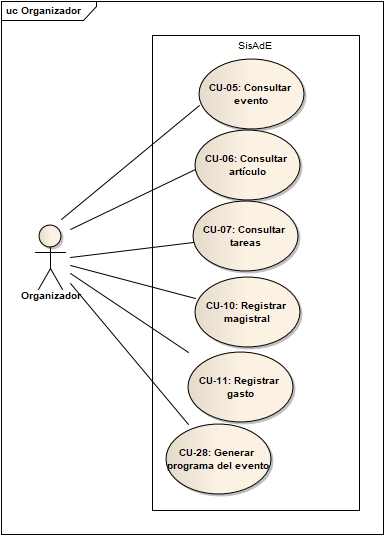 uc Organizador
SisAdE
CU-05: Consultar
evento
CU-06: Consultar
artículo
CU-07: Consultar
tareas
Organizador
CU-10: Registrar
magistral
CU-11: Registrar
gasto
CU-28: Generar
programa del evento